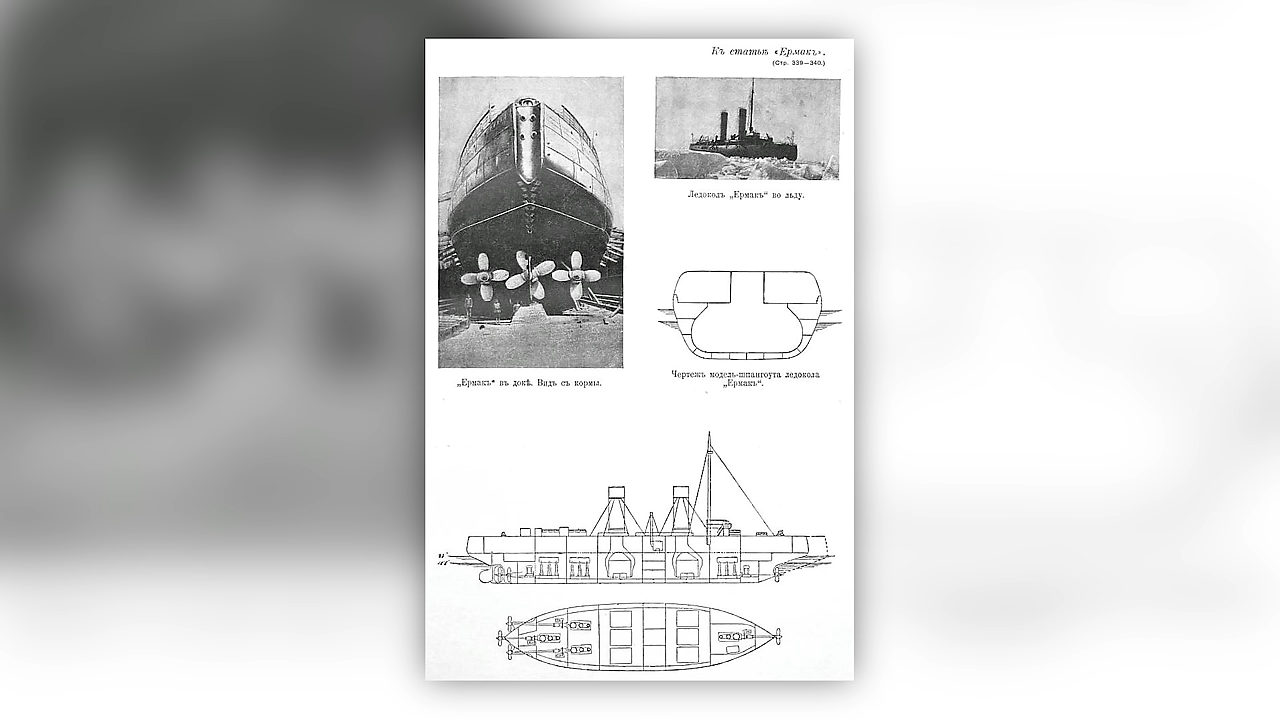 Къ статьѣ «Ермакъ».
(Стр. 339—340.)
Ледоколъ „Ермакъ“ во льду.
„Ермакъ“ въ докѣ. Видъ съ кормы.
Чертежъ модель-шпангоута ледокола
„Ермакъ“.